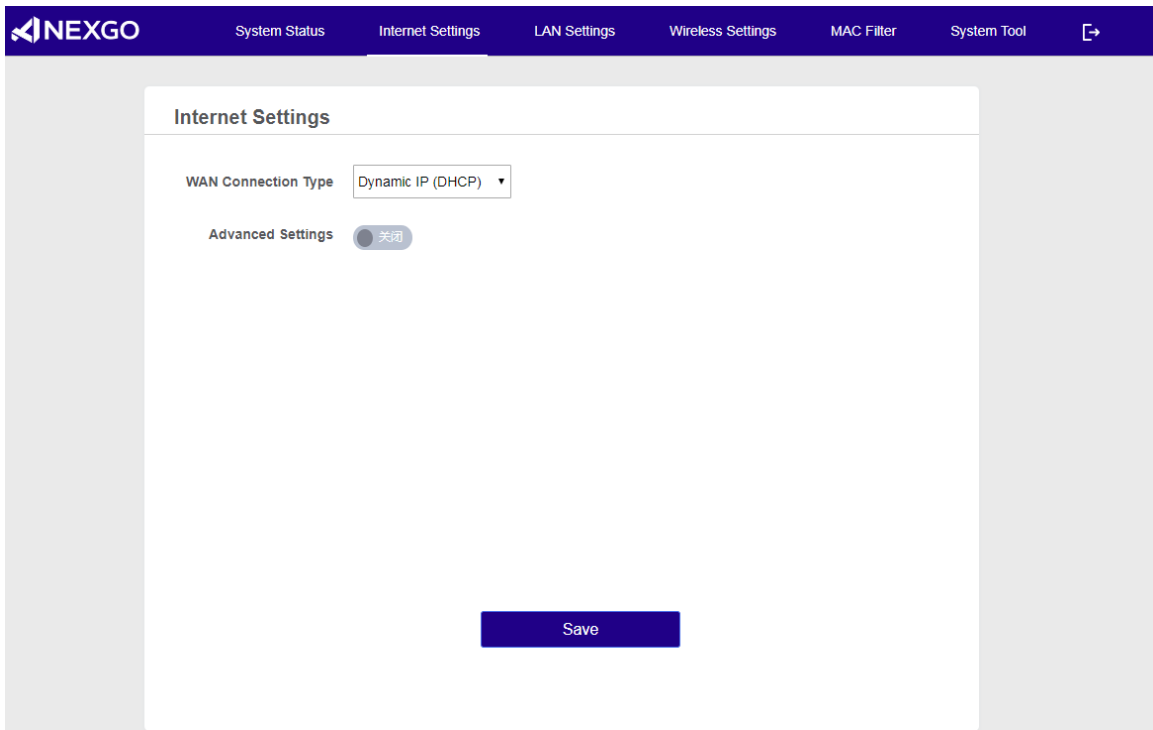 NEXGO System Status Internet Settings LAN Settings Wireless Settings MAC Filter System Tool
Internet Settings
WAN Connection Type Dynamic IP (DHCP)
Advanced Settings 关闭
Save